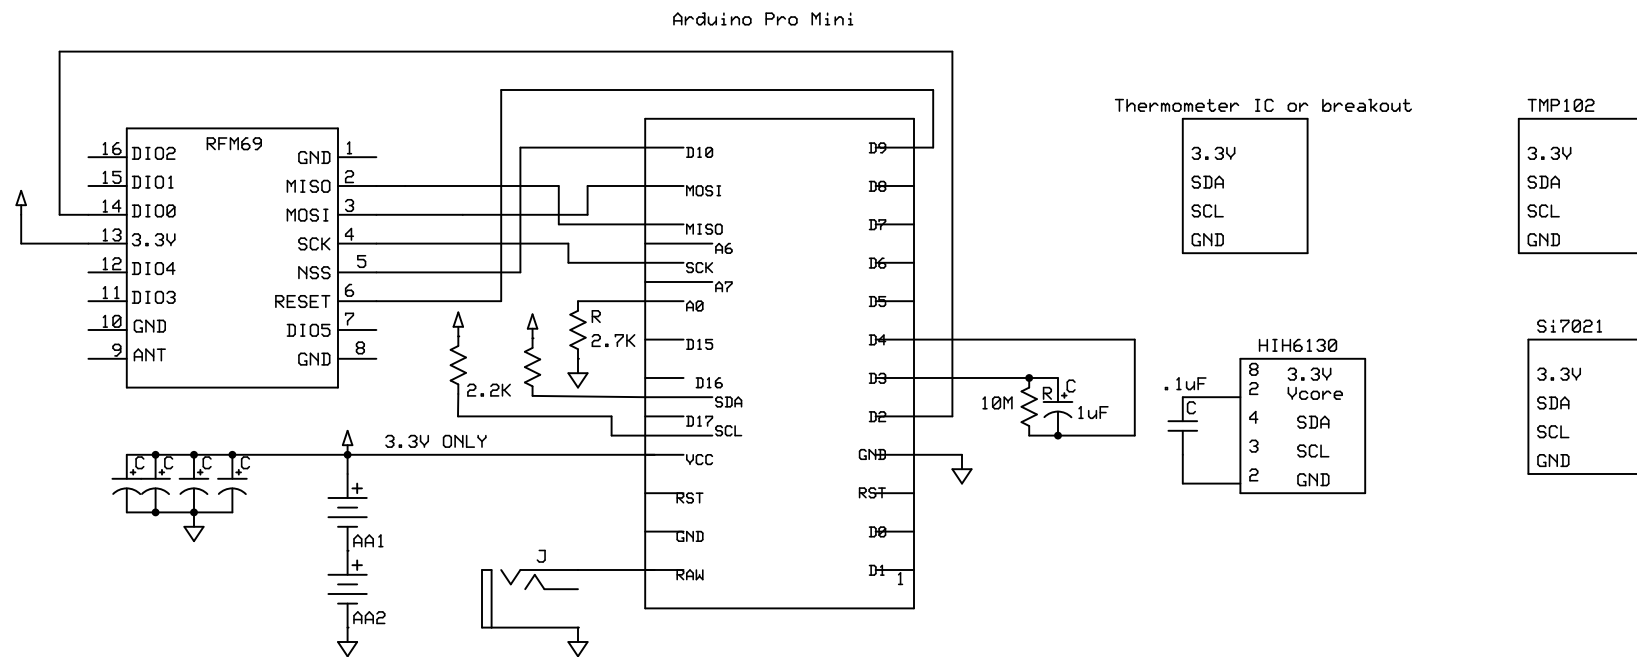 Arduino Pro Mini
RFM69
16 DIO2
15 DIO1
14 DIO0
13 3.3V
12 DIO4
11 DIO3
10 GND
9 ANT
GND 1
MISO 2
MOSI 3
SCK 4
NSS 5
RESET 6
DIO5 7
GND 8
2.2K
R
2.7K
3.3V ONLY
C
C
C
C
+
+
+
+
+
AA1
+
AA2
J
D10
MOSI
MISO
A6
SCK
A7
A0
D15
D16
SDA
D17
SCL
VCC
RST
GND
RAW
D9
D8
D7
D6
D5
D4
D3
D2
GND
RST
D0
D1
1
10M
R
C
+
1uF
Thermometer IC or breakout
3.3V
SDA
SCL
GND
TMP102
3.3V
SDA
SCL
GND
HIH6130
.1uF
C
8 3.3V
2 Vcore
4 SDA
3 SCL
2 GND
Si7021
3.3V
SDA
SCL
GND